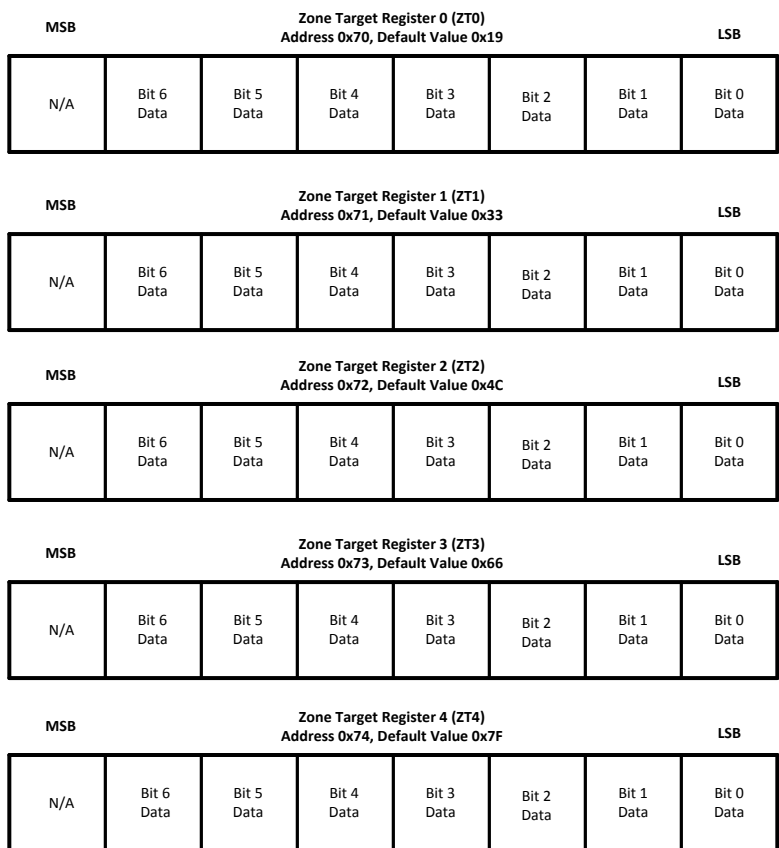 Zone Target Register 0 (ZT0)
MSB Address 0x70, Default Value 0x19 LSB
N/A Bit 6 Bit 5 Bit 4 Bit 3 Bit 2 Bit 1 Bit 0
Data Data Data Data Data Data Data
Zone Target Register 1 (ZT1)
MSB Address 0x71, Default Value 0x33 LSB
N/A Bit 6 Bit 5 Bit 4 Bit 3 Bit 2 Bit 1 Bit 0
Data Data Data Data Data Data Data
Zone Target Register 2 (ZT2)
MSB Address 0x72, Default Value 0x4C LSB
N/A Bit 6 Bit 5 Bit 4 Bit 3 Bit 2 Bit 1 Bit 0
Data Data Data Data Data Data Data
Zone Target Register 3 (ZT3)
MSB Address 0x73, Default Value 0x66 LSB
N/A Bit 6 Bit 5 Bit 4 Bit 3 Bit 2 Bit 1 Bit 0
Data Data Data Data Data Data Data
Zone Target Register 4 (ZT4)
MSB Address 0x74, Default Value 0x7F LSB
N/A Bit 6 Bit 5 Bit 4 Bit 3 Bit 2 Bit 1 Bit 0
Data Data Data Data Data Data Data